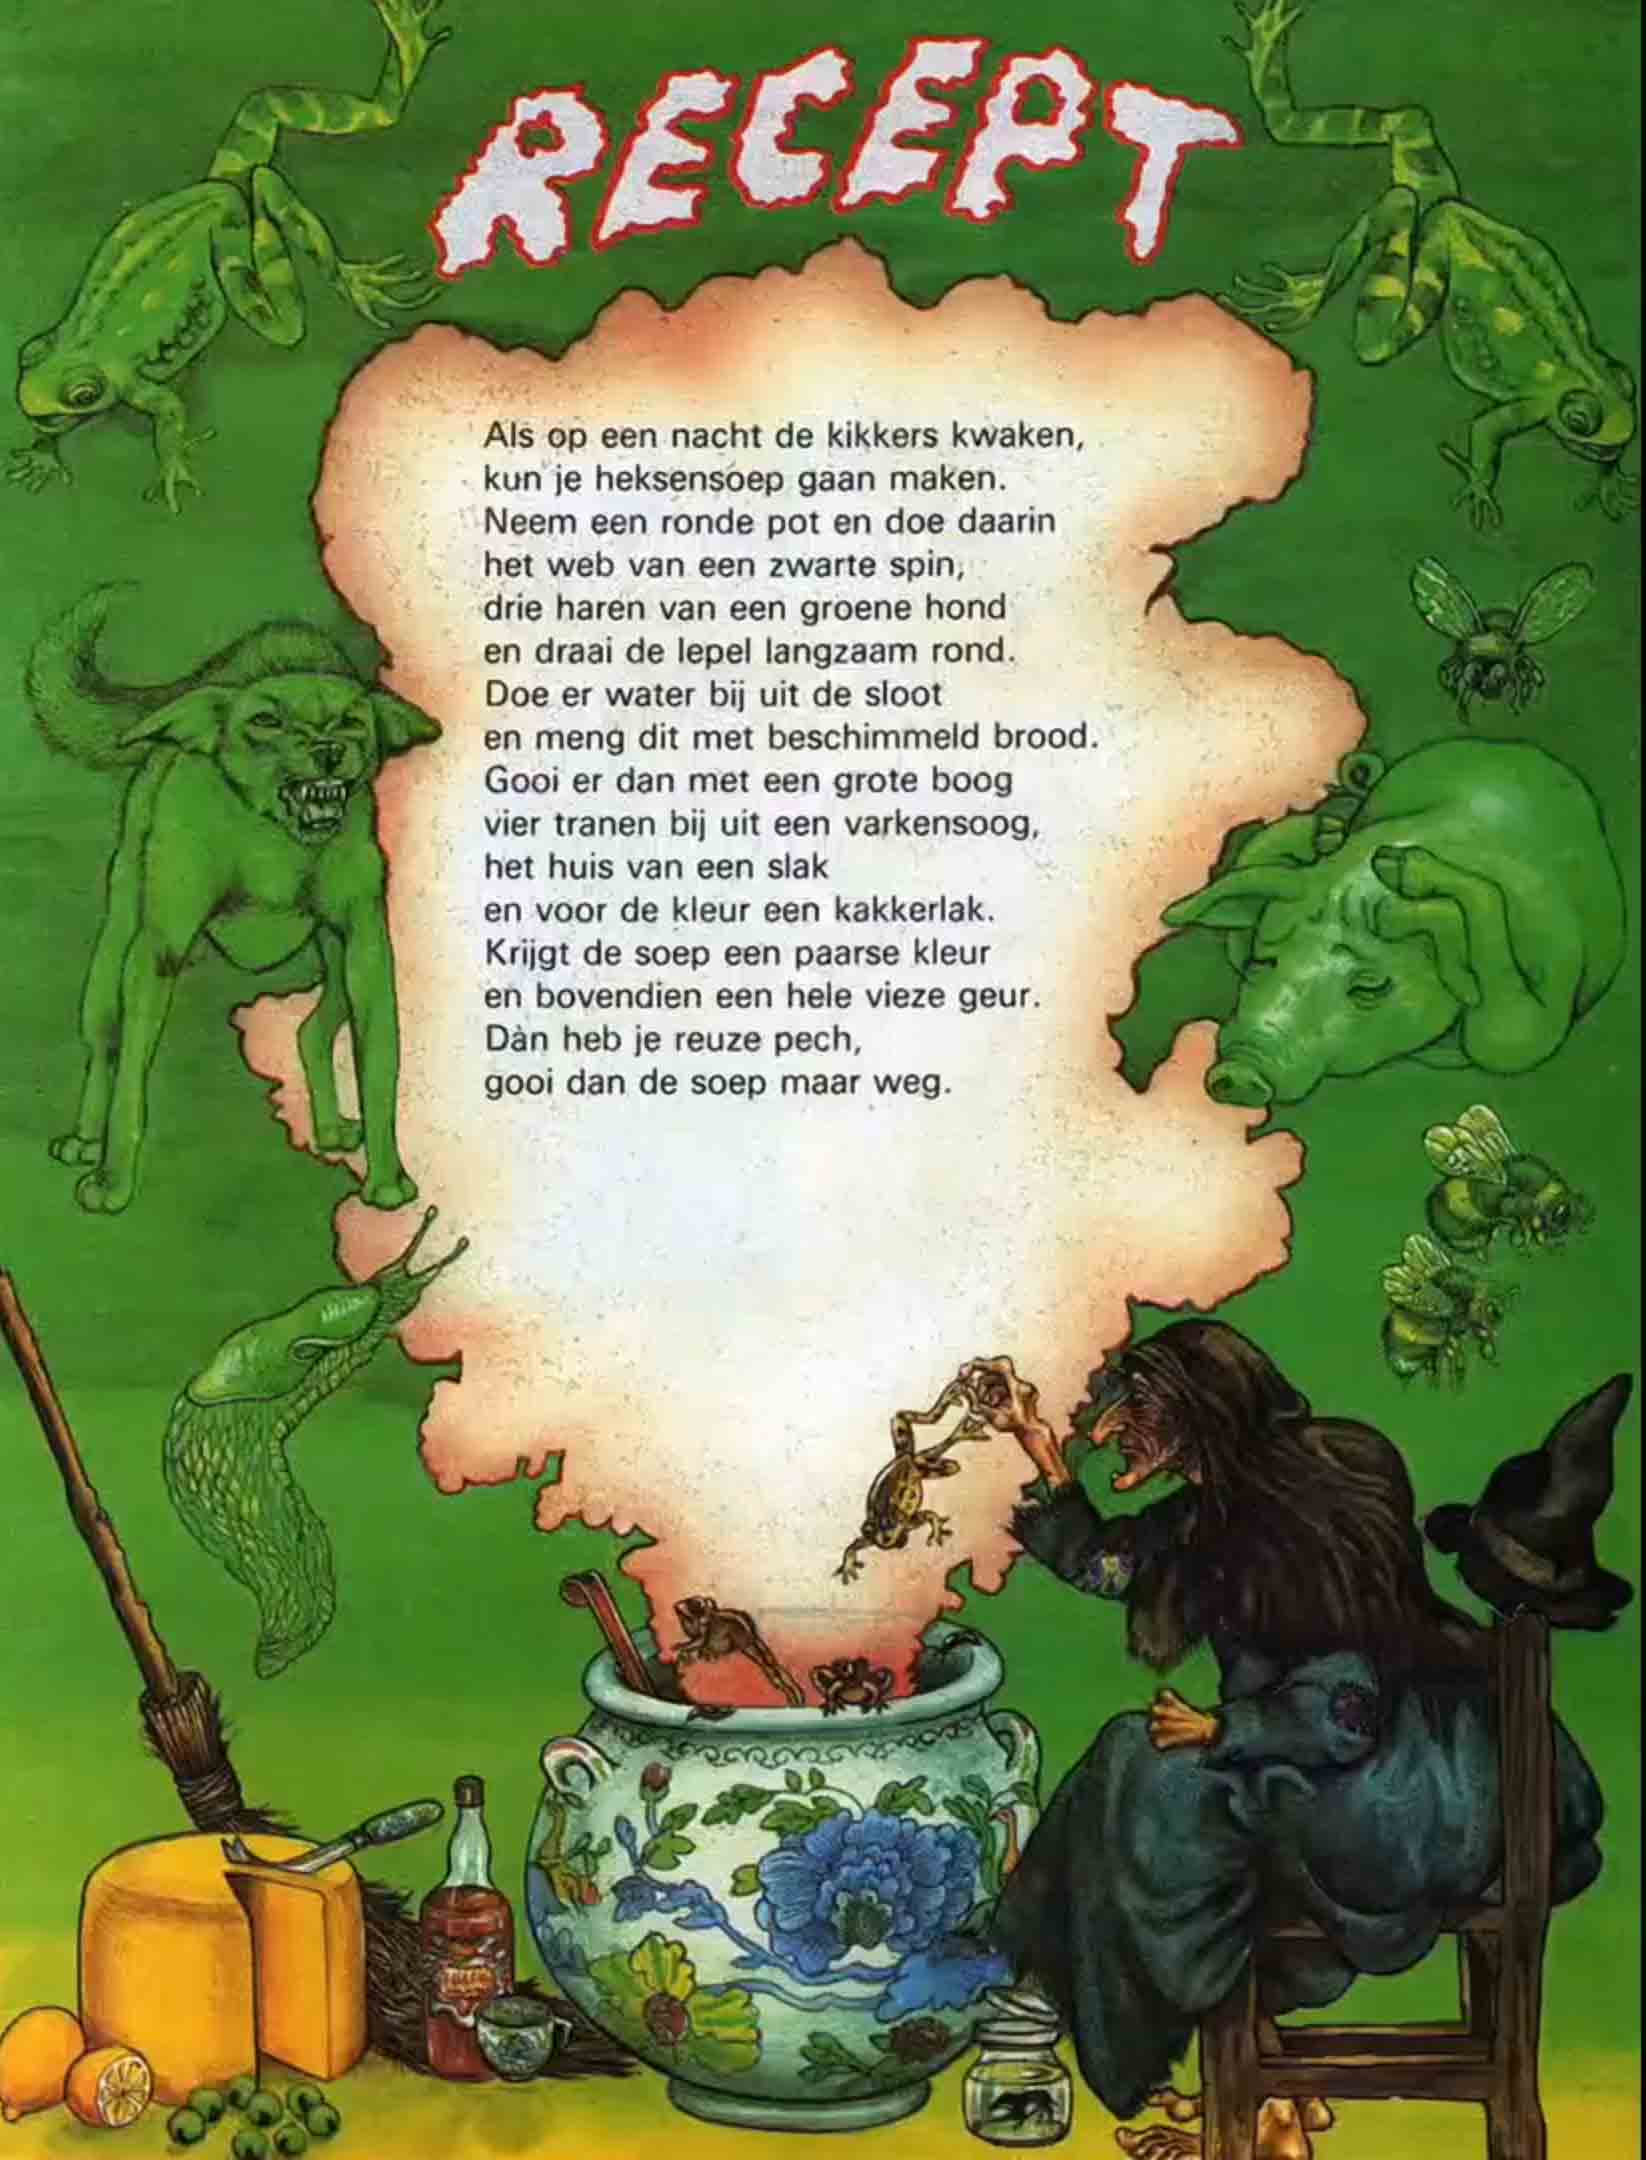 RECEPT
Als op een nacht de kikkers kwaken,
kun je heksensoep gaan maken.
Neem een ronde pot en doe daarin
het web van een zwarte spin,
drie haren van een groene hond
en draai de lepel langzaam rond.
Doe er water bij uit de sloot
en meng dit met beschimmeld brood.
Gooi er dan met een grote boog
vier tranen bij uit een varkensoog,
het huis van een slak
en voor de kleur een kakkerlak.
Krijgt de soep een paarse kleur
en bovendien een hele vieze geur.
Dàn heb je reuze pech,
gooi dan de soep maar weg.